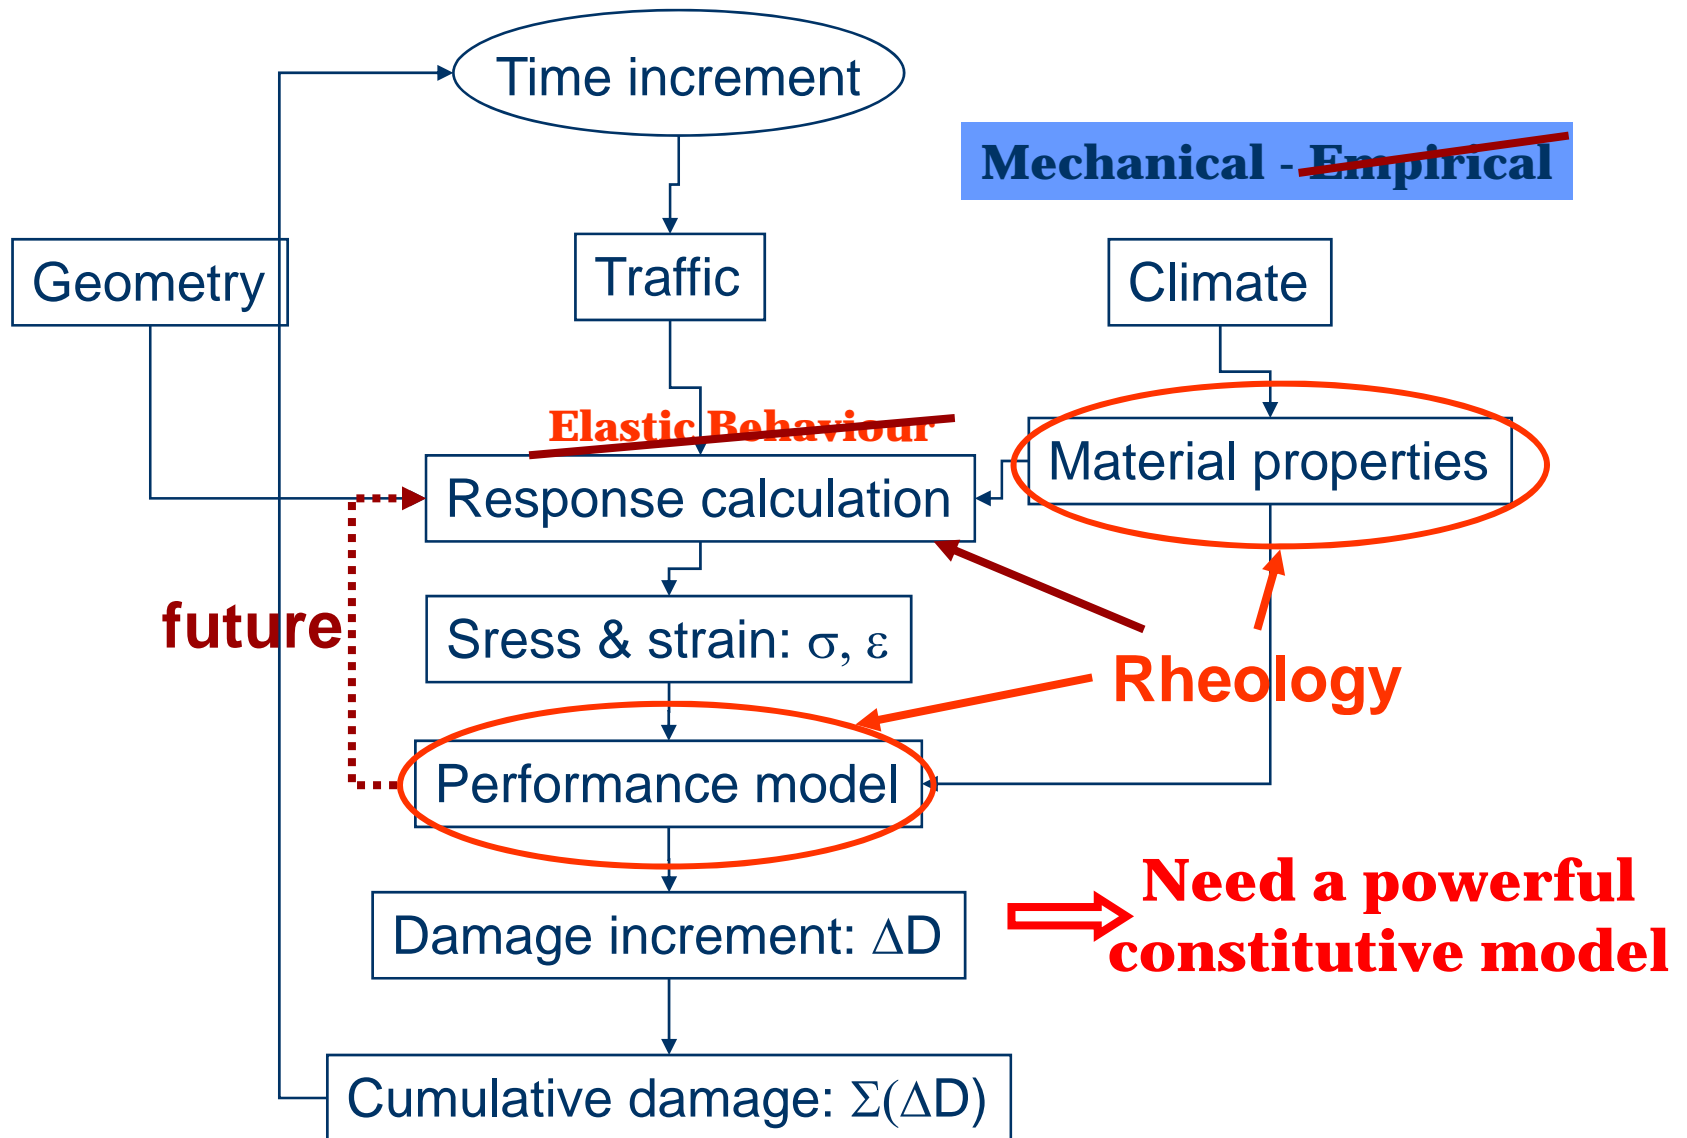 Time increment
Mechanical - Empirical
Geometry
Traffic
Climate
Elastic Behaviour
Material properties
Response calculation
future
Sress & strain: σ, ε
Rheology
Performance model
Need a powerful
constitutive model
Damage increment: ΔD
Cumulative damage: Σ(ΔD)